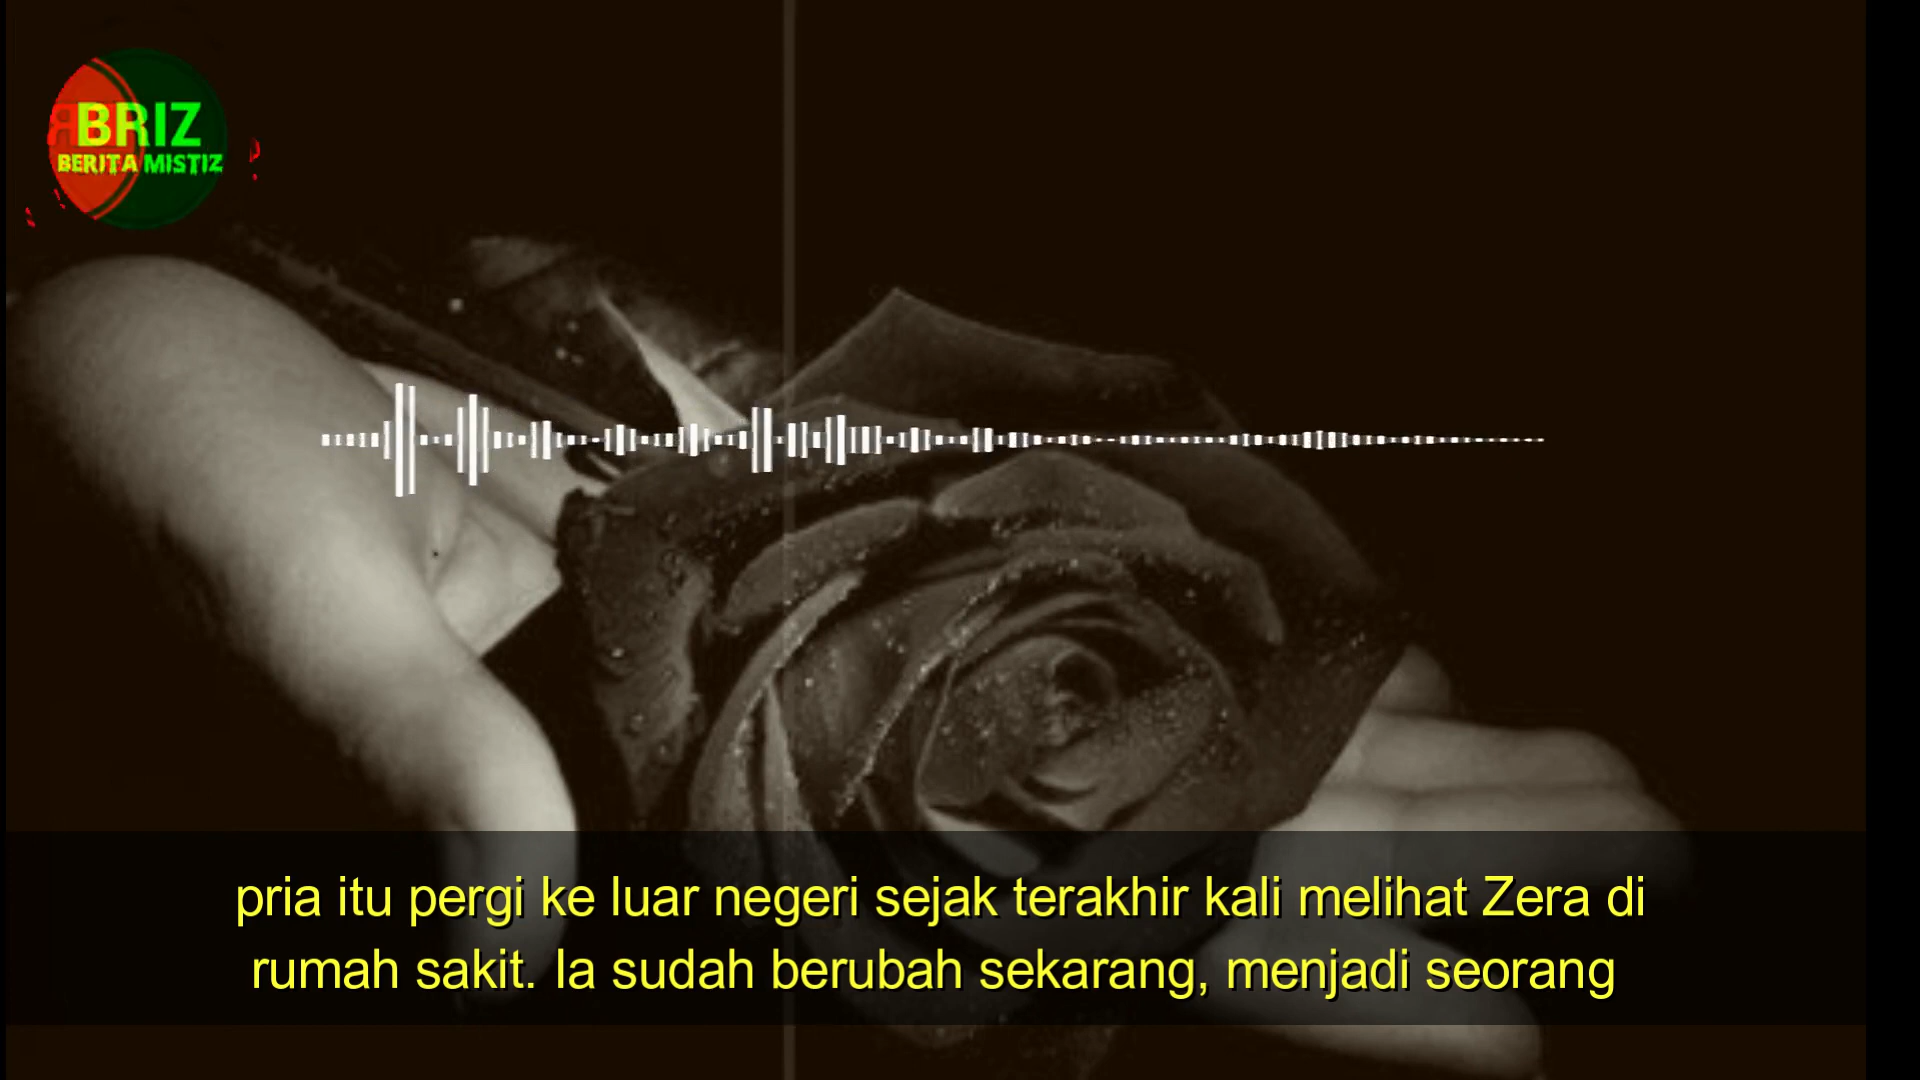 BRIZ
BERITA MISTIZ
pria itu pergi ke luar negeri sejak terakhir kali melihat Zera di
rumah sakit. Ia sudah berubah sekarang, menjadi seorang